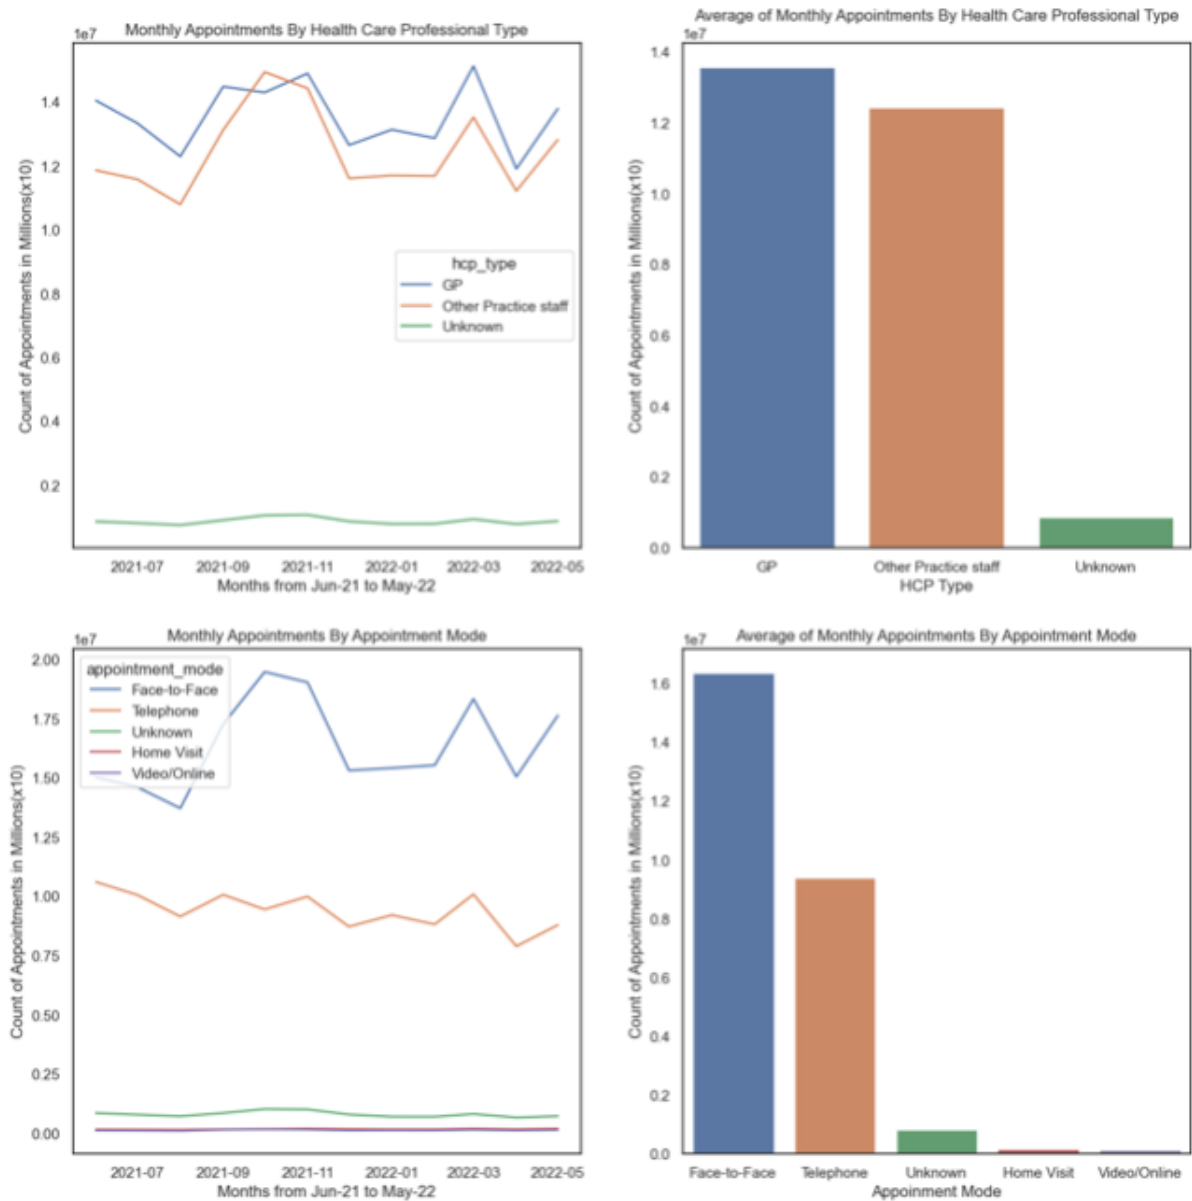 Monthly Appointments By Health Care Professional Type
1e7
1.4
1.2
1.0
0.8
0.6
0.4
0.2
Count of Appointments in Millions(x10)
hcp_type
GP
Other Practice staff
Unknown
2021-07 2021-09 2021-11 2022-01 2022-03 2022-05
Months from Jun-21 to May-22
Average of Monthly Appointments By Health Care Professional Type
1e7
1.4
1.2
1.0
0.8
0.6
0.4
0.2
0.0
Count of Appointments in Millions(x10)
GP Other Practice staff Unknown
HCP Type
Monthly Appointments By Appointment Mode
1e7
2.00
1.75
1.50
1.25
1.00
0.75
0.50
0.25
0.00
Count of Appointments in Millions(x10)
appointment_mode
Face-to-Face
Telephone
Unknown
Home Visit
Video/Online
2021-07 2021-09 2021-11 2022-01 2022-03 2022-05
Months from Jun-21 to May-22
Average of Monthly Appointments By Appointment Mode
1e7
1.6
1.4
1.2
1.0
0.8
0.6
0.4
0.2
0.0
Count of Appointments in Millions(x10)
Face-to-Face Telephone Unknown Home Visit Video/Online
Appoinment Mode